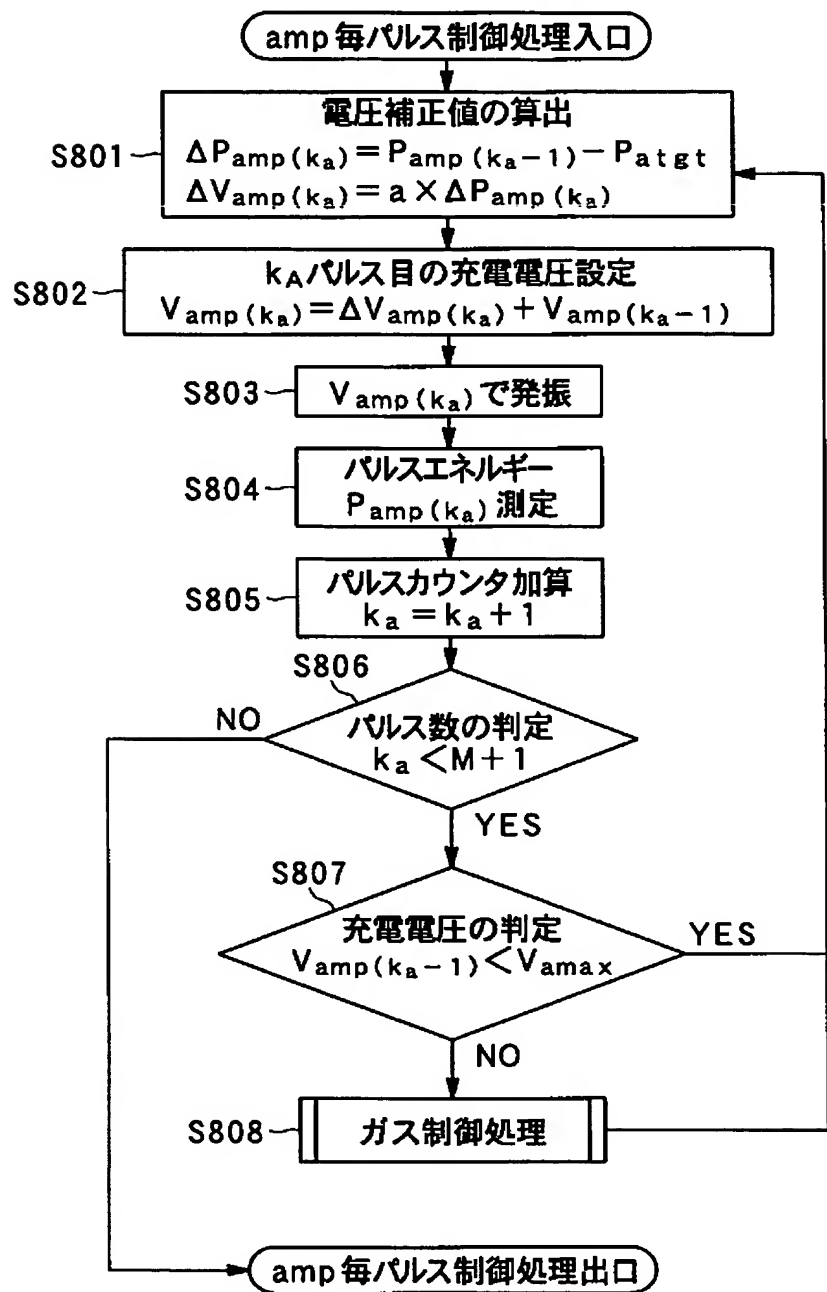 amp毎パルス制御処理入口
電圧補正値の算出
S801
ΔPamp(ka)=Pamp(ka-1)-Patgt
ΔVamp(ka)=a×ΔPamp(ka)
kAパルス目の充電電圧設定
S802
Vamp(ka)=ΔVamp(ka)+Vamp(ka-1)
S803
Vamp(ka)で発振
パルスエネルギー
S804
Pamp(ka)測定
パルスカウンタ加算
S805
ka=ka+1
S806
NO
パルス数の判定
ka<M+1
YES
S807
充電電圧の判定
YES
Vamp(ka-1)<Vamax
NO
S808
ガス制御処理
amp毎パルス制御処理出口